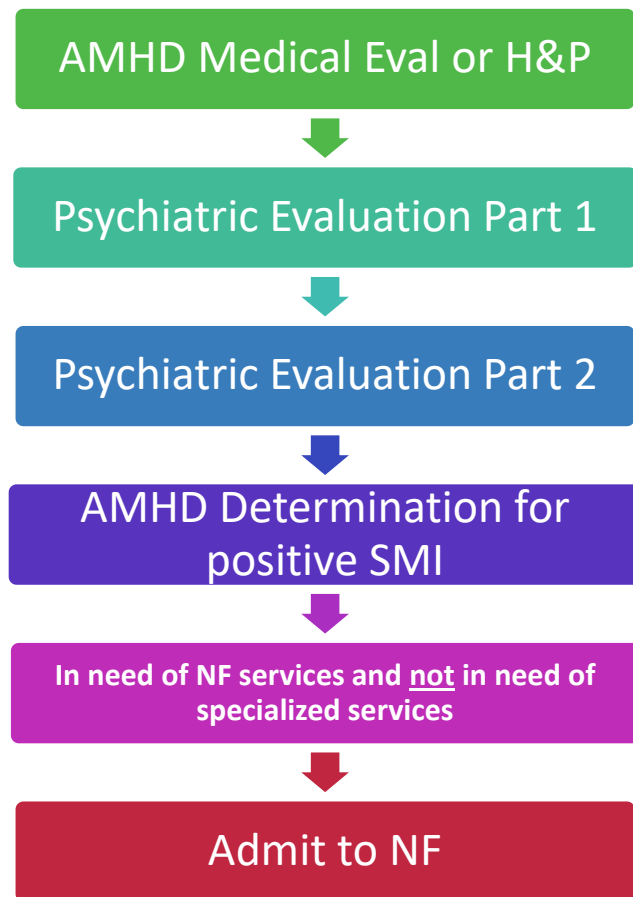 AMHD Medical Eval or H&P
Psychiatric Evaluation Part 1
Psychiatric Evaluation Part 2
AMHD Determination for
positive SMI
In need of NF services and not in need of
specialized services
Admit to NF